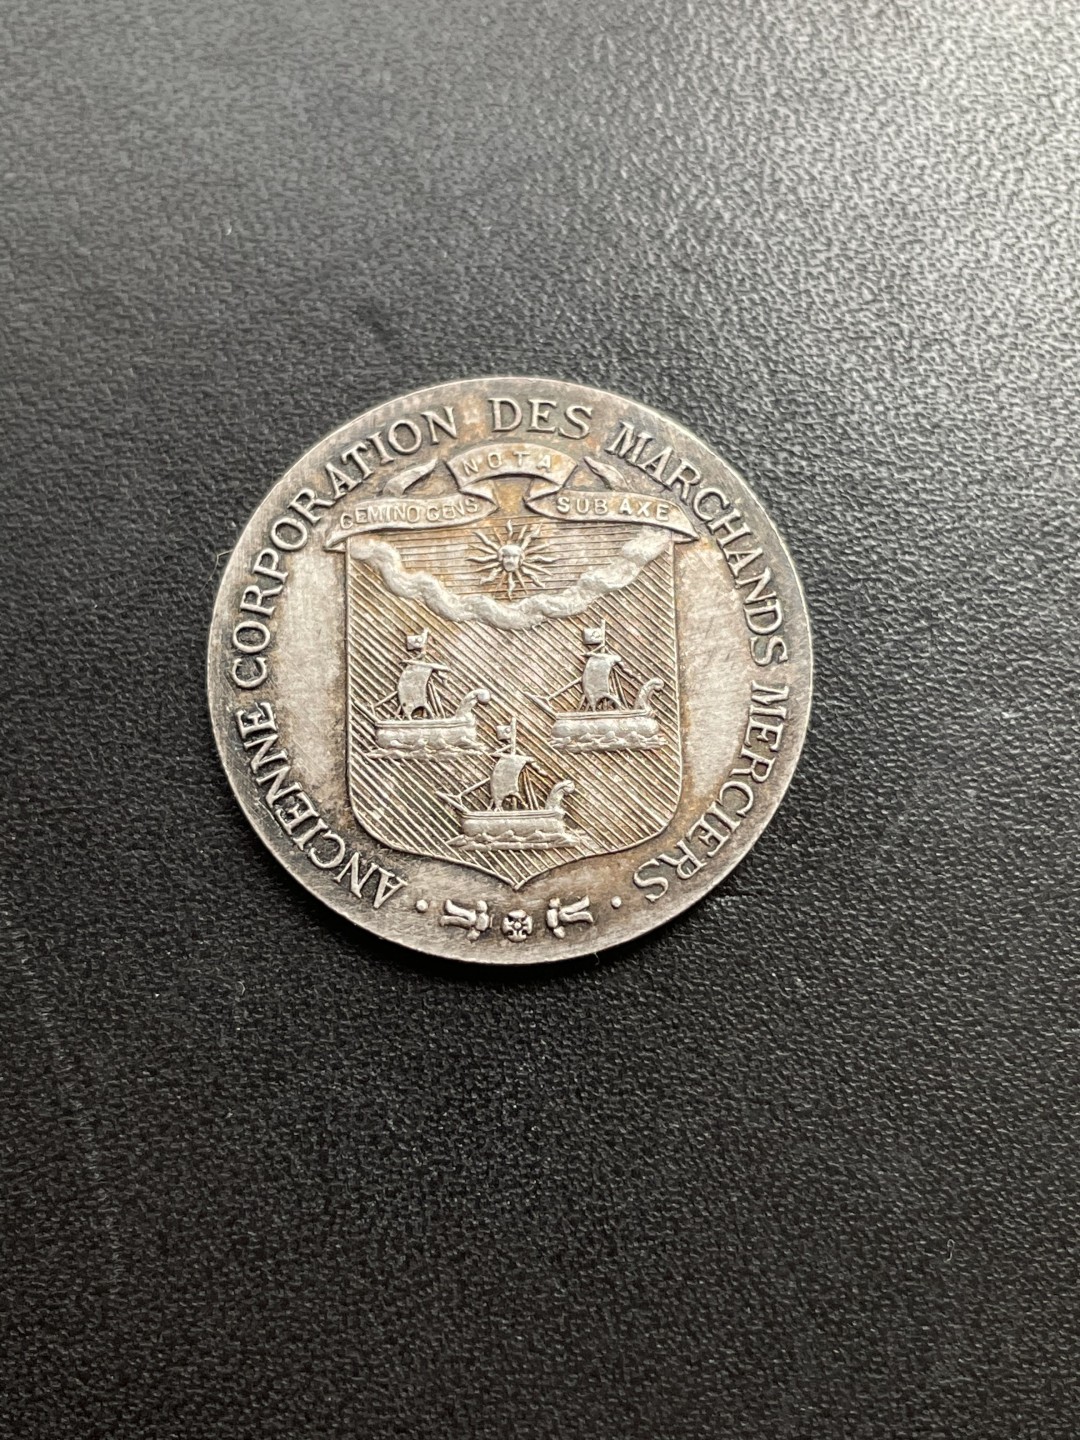 ANCIENNE CORPORATION DES MARCHANDS MERCIERS
NOTA
GEMINO GENS SUB AXE